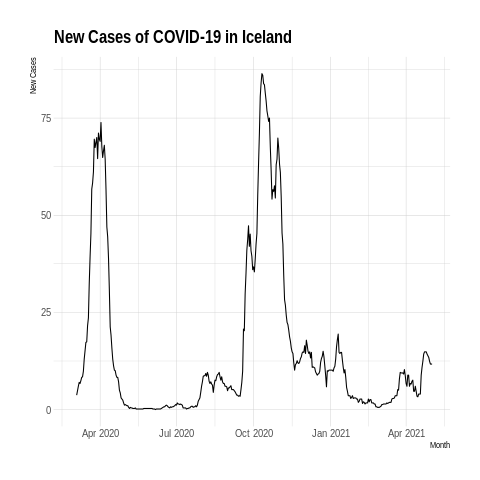 New Cases of COVID-19 in Iceland
New Cases
75
50
25
0
Apr 2020 Jul 2020 Oct 2020 Jan 2021 Apr 2021
Month